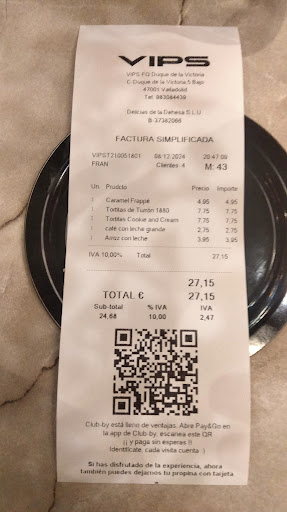 VIPS
VIPS FQ Duque de la Victoria
C/Duque de la Victoria 5 Bajo
47001 Valladolid
Tel: 983084439
Delicias de la Dehesa S.L.U
B-37382066
FACTURA SIMPLIFICADA
VIPST210051801 06/12/2024 20:47:09
FRAN Clientes: 4 M: 43
Un. Prodcto Precio Importe
1 Caramel Frappé 4,95 4,95
1 Tortitas de Turrón 1880 7,75 7,75
1 Tortitas Cookie and Cream 7,75 7,75
1 café con leche grande 2,75 2,75
1 Arroz con leche 3,95 3,95
IVA 10,00% Total 27,15
27,15
TOTAL € 27,15
Sub-total % IVA IVA
24,68 10,00 2,47
Club-by está lleno de ventajas. Abre Pay&Go en
la app de Club-by, escanea este QR
¡¡ y paga sin esperas !!
Identifícate cada visita cuenta :)
Si has disfrutado de la experiencia, ahora
también puedes dejarnos tu propina con tarjeta